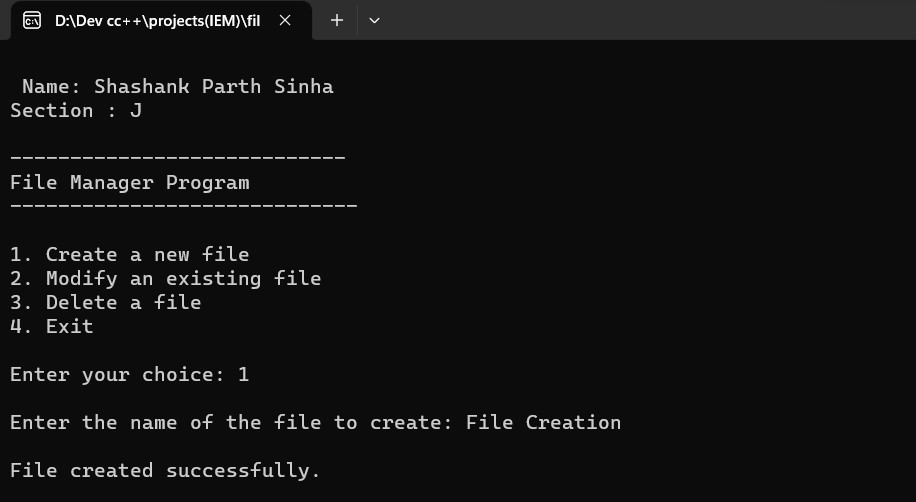 D:\Dev cc++\projects(IEM)\fil
Name: Shashank Parth Sinha
Section : J
----------------------------
File Manager Program
-----------------------------
1. Create a new file
2. Modify an existing file
3. Delete a file
4. Exit
Enter your choice: 1
Enter the name of the file to create: File Creation
File created successfully.